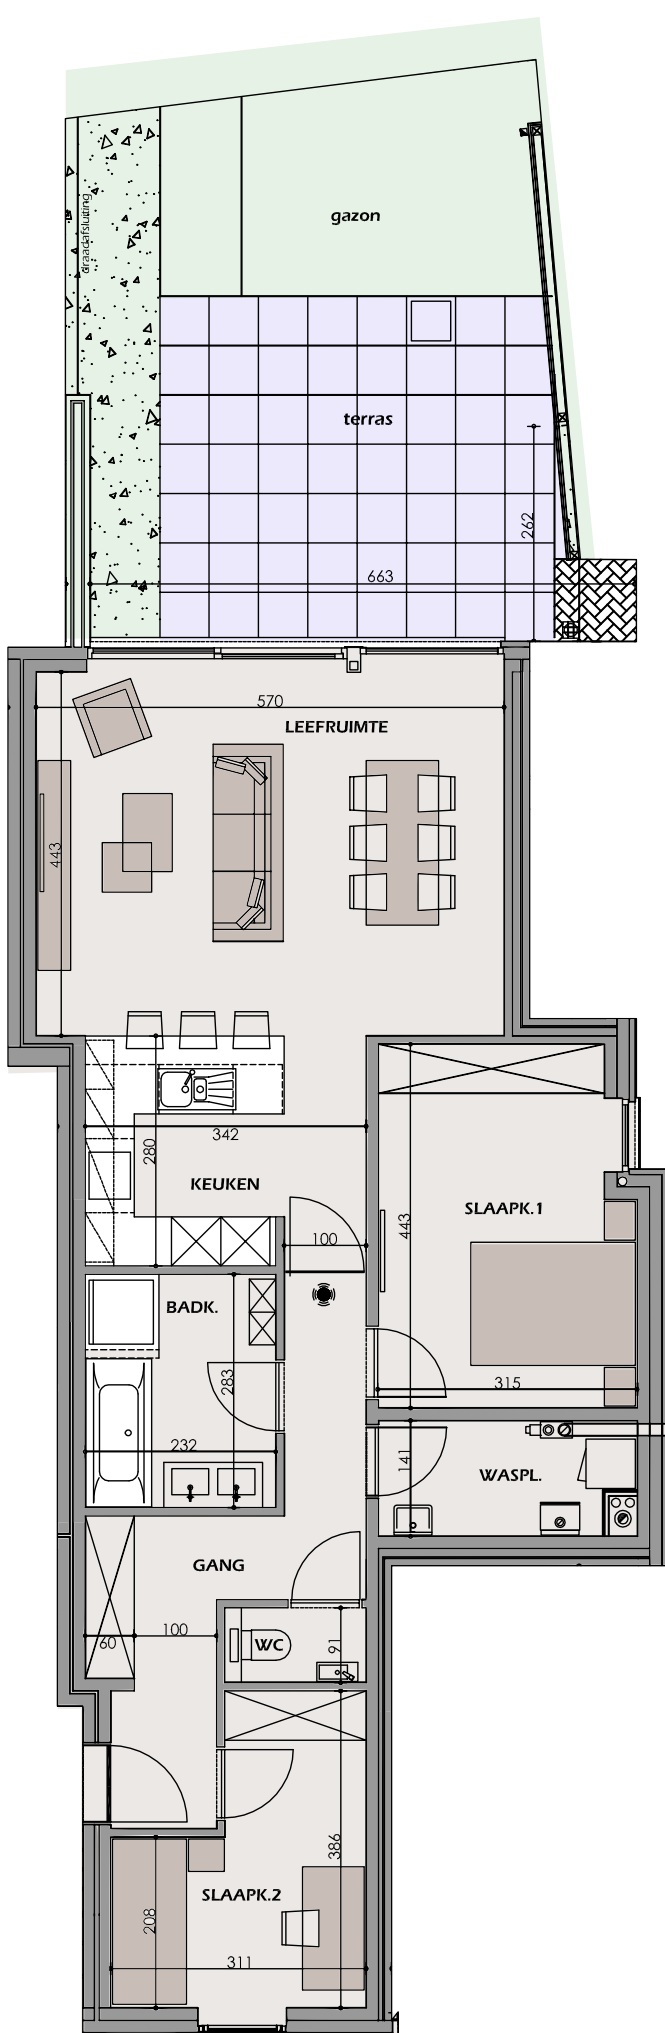 draadafsluiting
gazon
terras
262
663
570
LEEFRUIMTE
443
342
280
KEUKEN
SLAAPK.1
443
100
BADK.
283
315
232
141
WASPL.
GANG
60
100
WC
91
386
SLAAPK.2
208
311